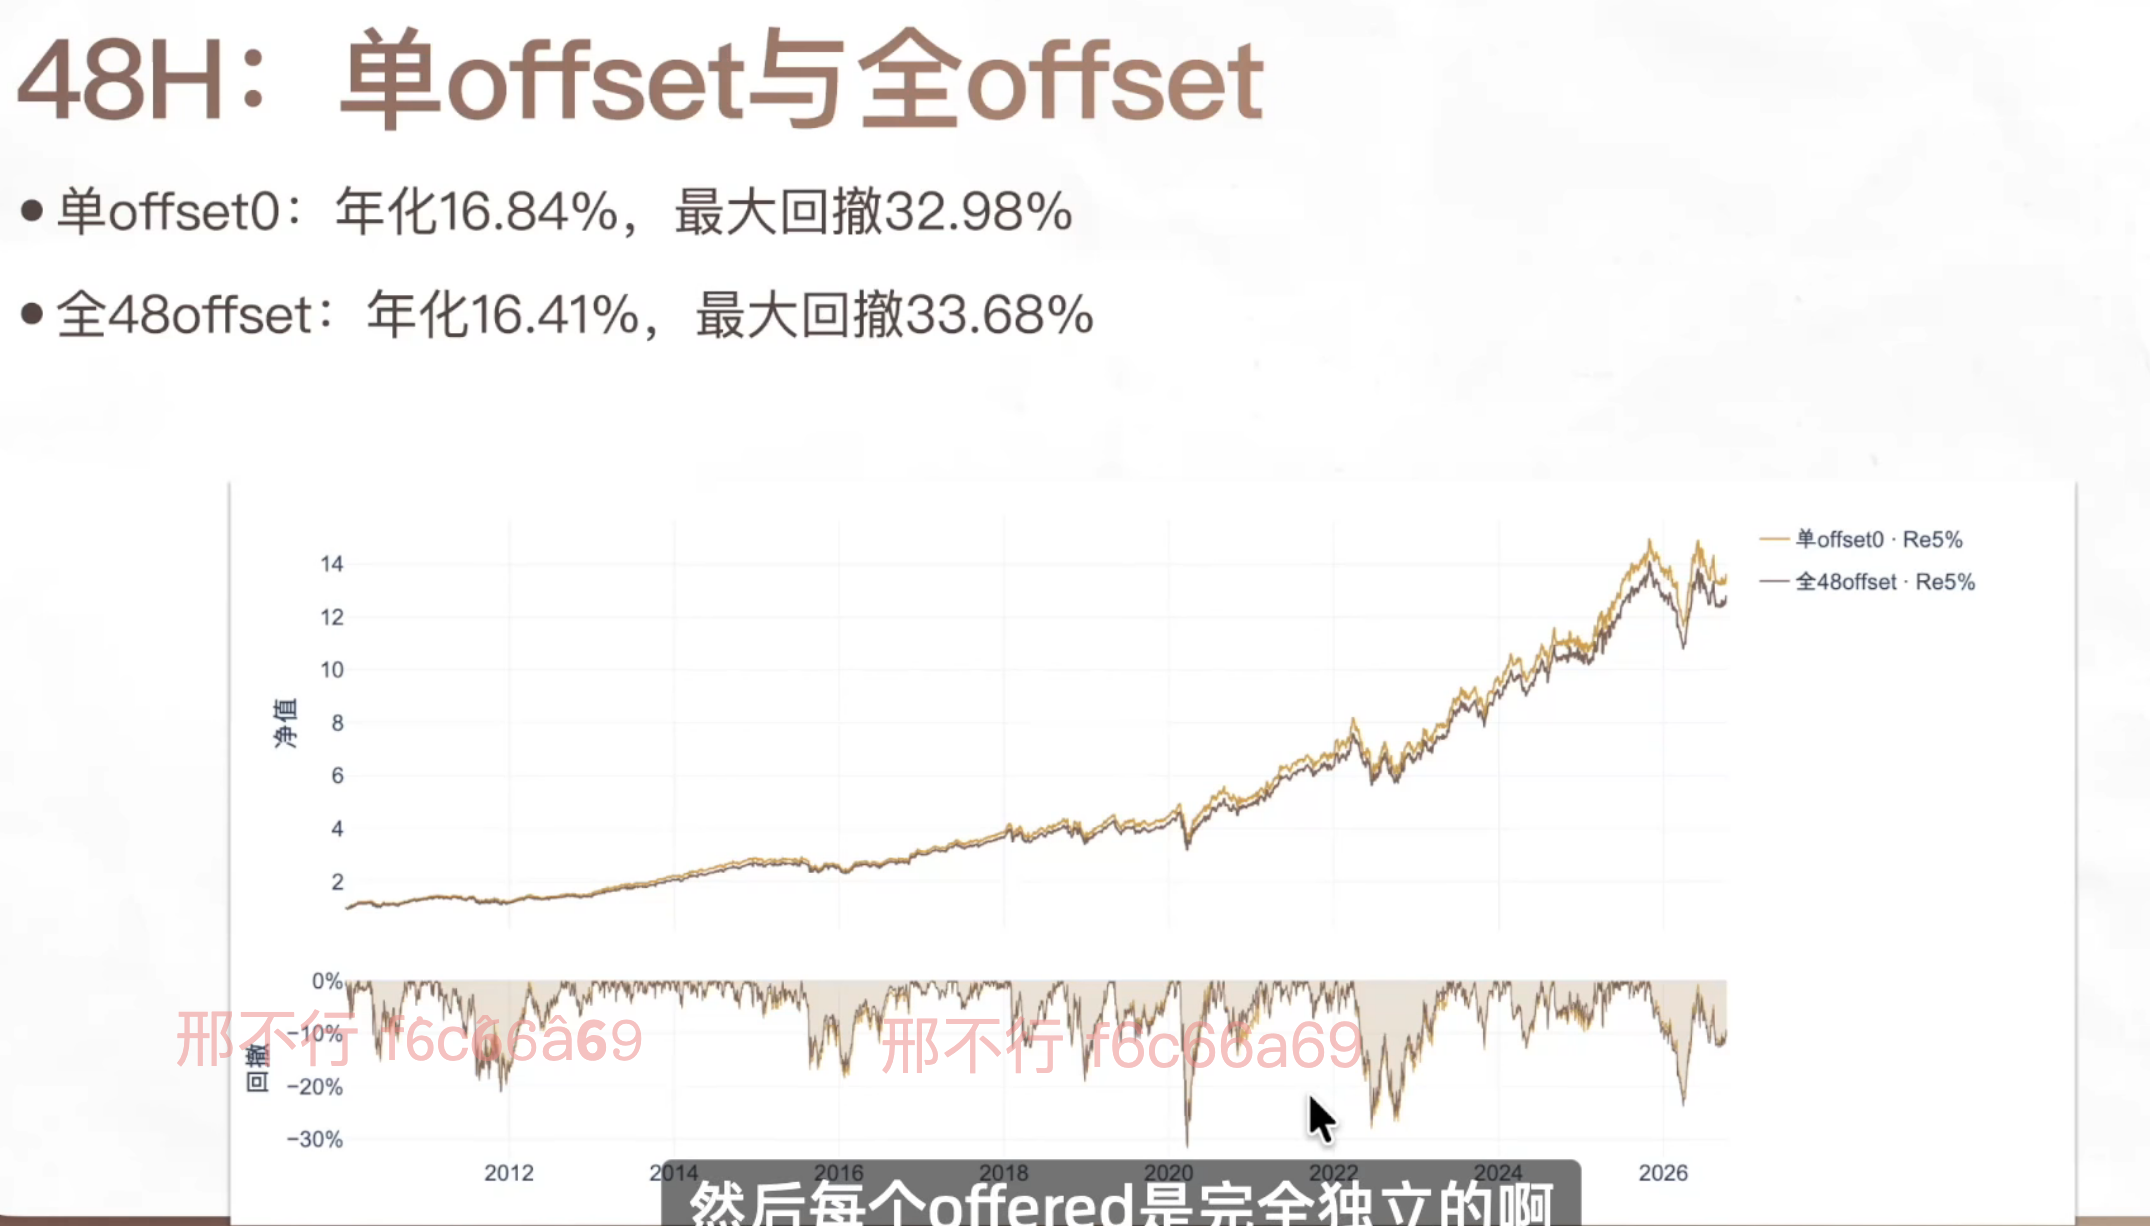 48H：单offset与全offset
• 单offset0：年化16.84%，最大回撤32.98%
• 全48offset：年化16.41%，最大回撤33.68%
单offset0 · Re5%
全48offset · Re5%
净值
14
12
10
8
6
4
2
回撤
0%
−10%
−20%
−30%
邢不行 f6c66a69
邢不行 f6c66a69
2012 2014 2016 2018 2020 2022 2024 2026
然后每个offered是完全独立的啊